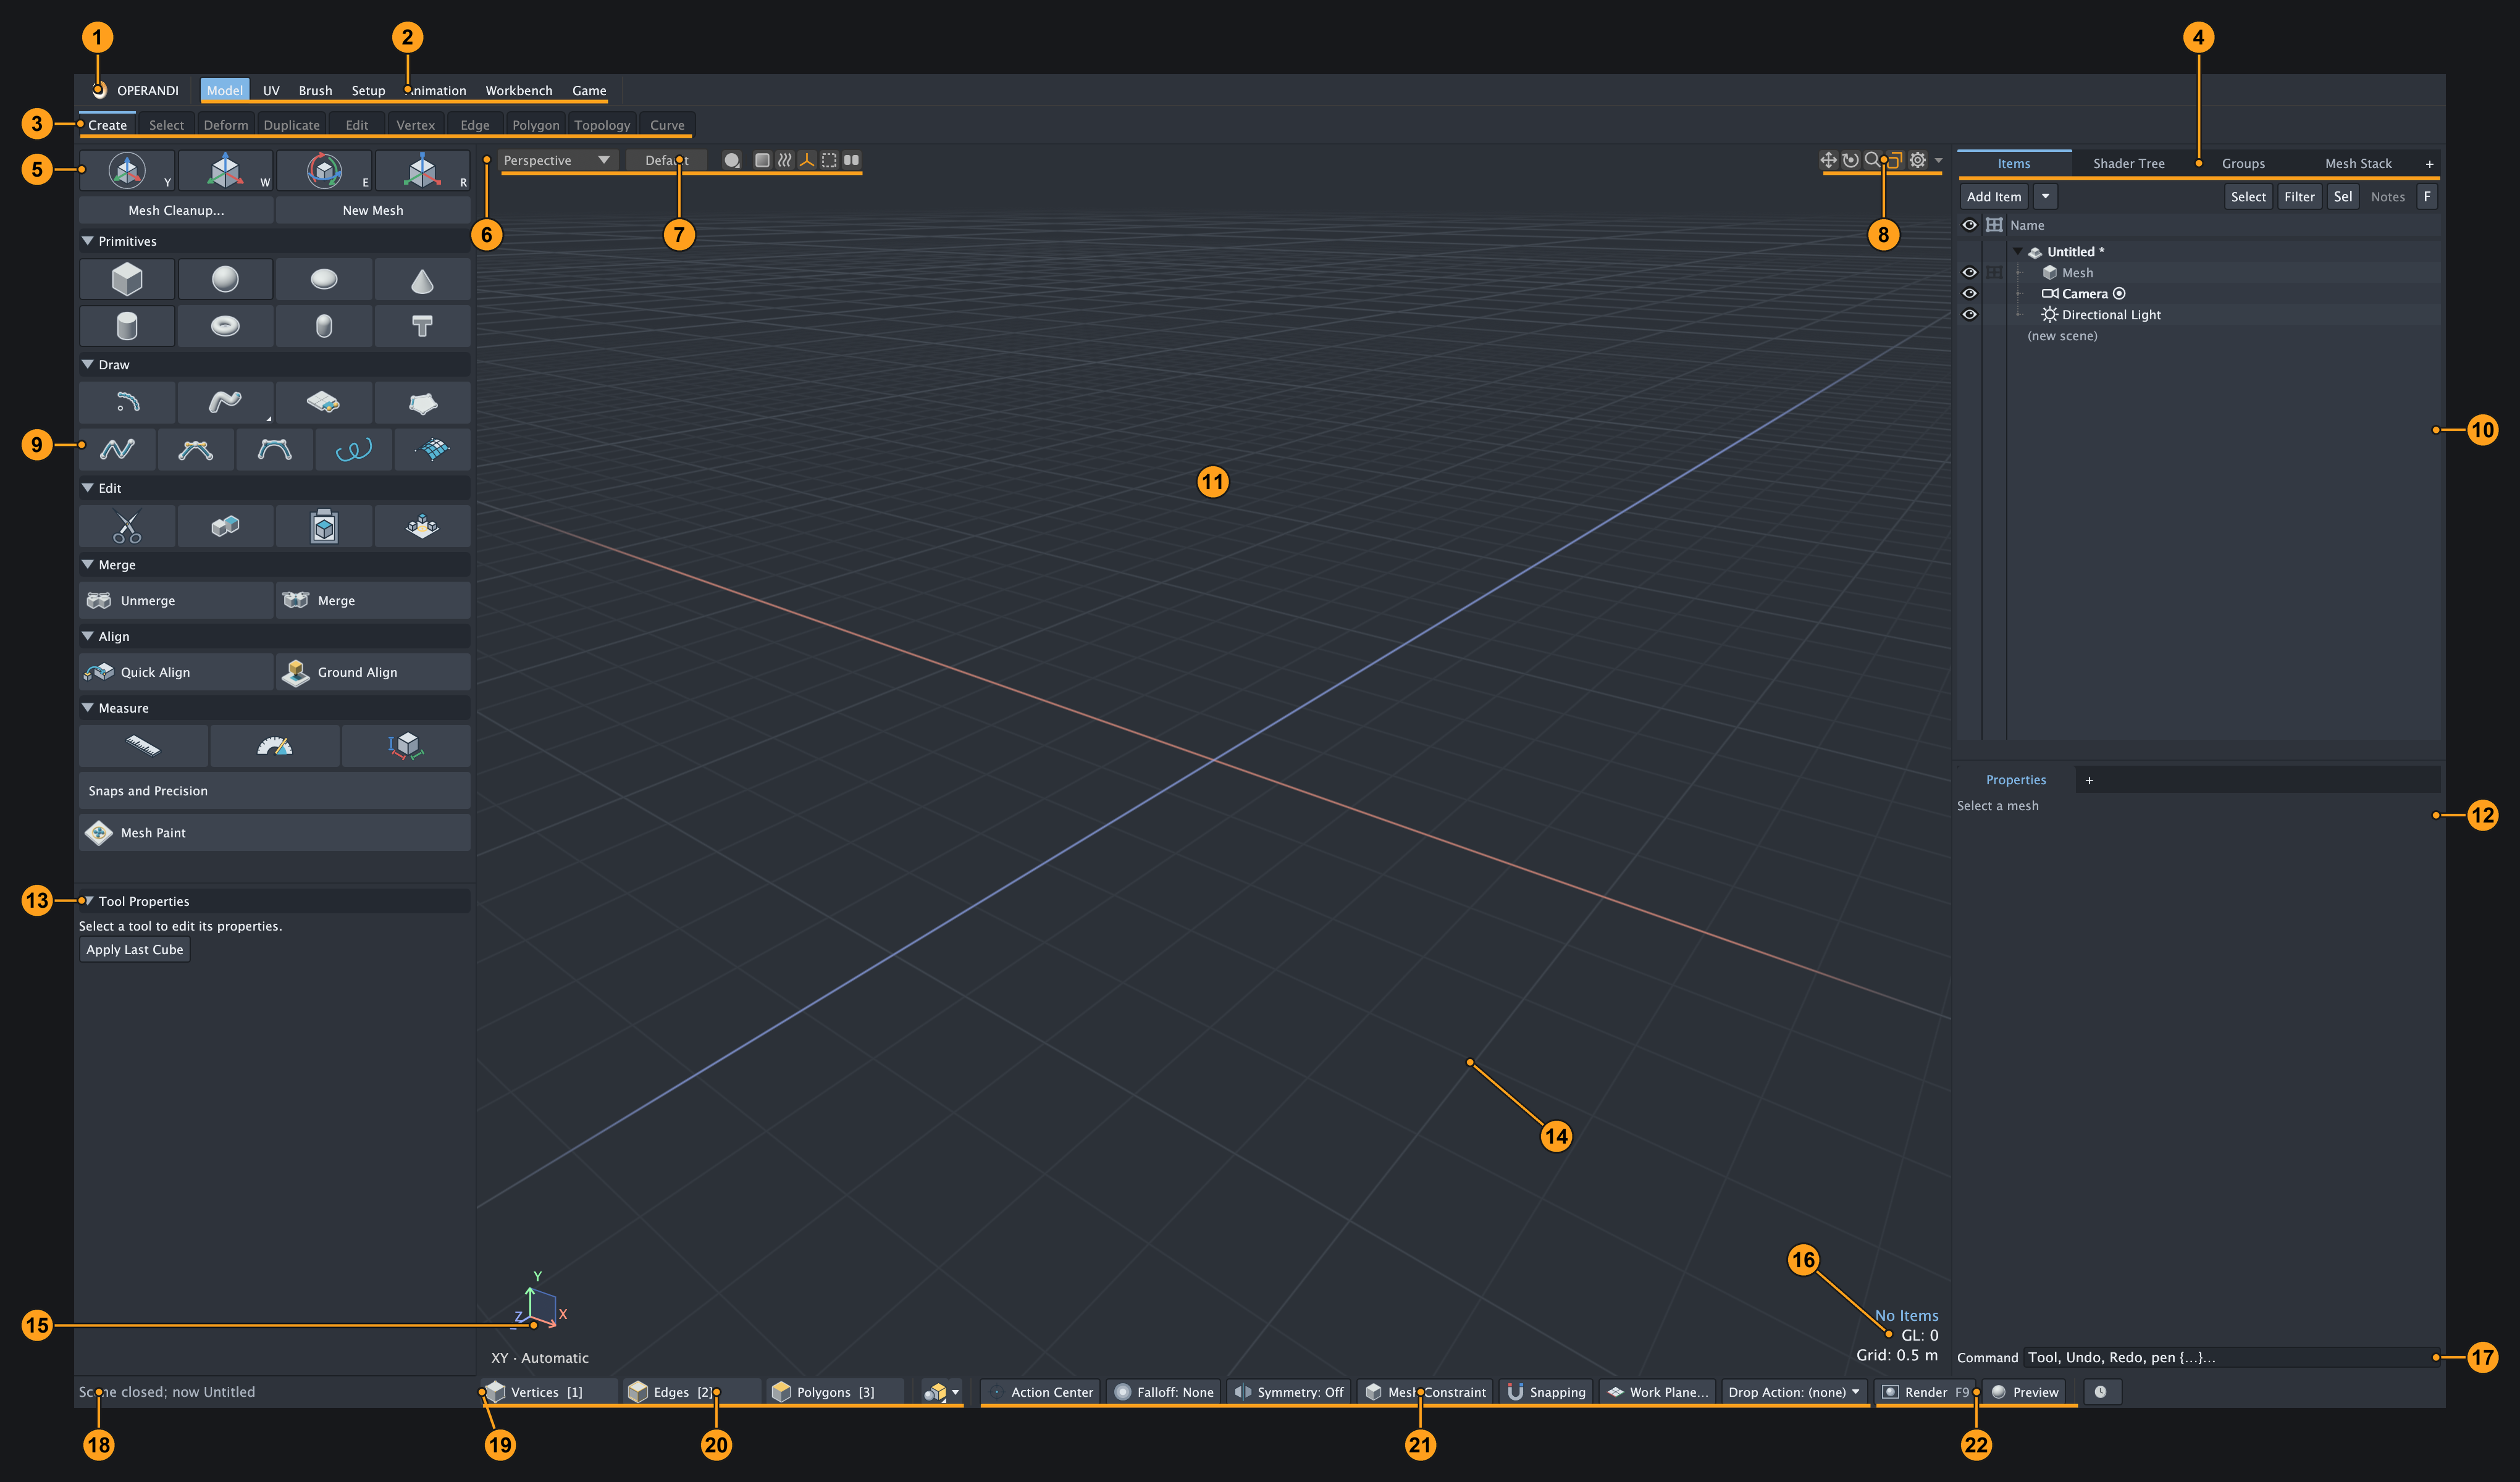 1
2
4
OPERANDI
Model UV Brush Setup Animation Workbench Game
3
Create Select Deform Duplicate Edit Vertex Edge Polygon Topology Curve
5
Y W E R
Perspective Default
Items Shader Tree Groups Mesh Stack +
Mesh Cleanup... New Mesh
Add Item Select Filter Sel Notes F
6 7 8
Name
Primitives
Untitled *
Mesh
Camera
Directional Light
(new scene)
Draw
9
10
11
Edit
Merge
Unmerge Merge
Align
Quick Align Ground Align
Measure
Snaps and Precision
Mesh Paint
Properties +
Select a mesh
12
13
Tool Properties
Select a tool to edit its properties.
Apply Last Cube
14
16
Y
Z X
15
XY · Automatic
No Items
GL: 0
Grid: 0.5 m
Command Tool, Undo, Redo, pen {...}...
17
Scene closed; now Untitled
Vertices [1] Edges [2] Polygons [3] Action Center Falloff: None Symmetry: Off Mesh Constraint Snapping Work Plane... Drop Action: (none) Render F9 Preview
18 19 20 21 22